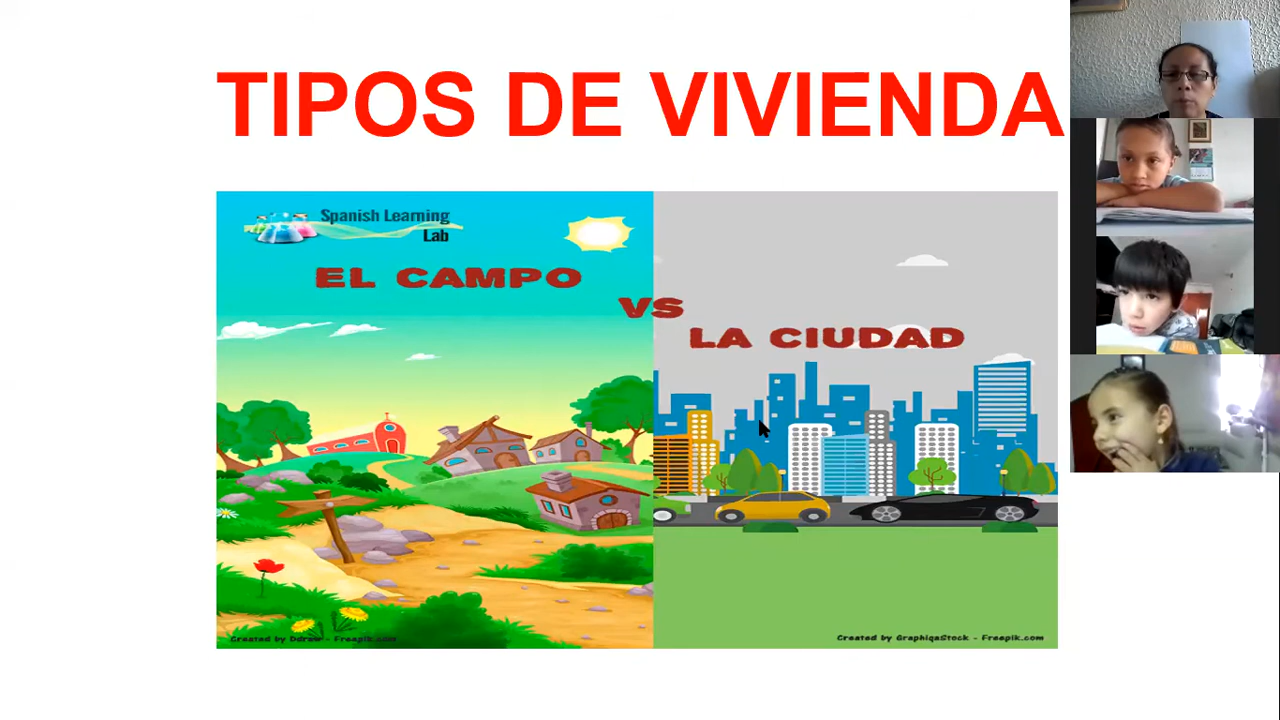 TIPOS DE VIVIENDA
Spanish Learning
Lab
EL CAMPO
VS
LA CIUDAD
Created by Ddraw - Freepik.com
Created by GraphiqaStock - Freepik.com